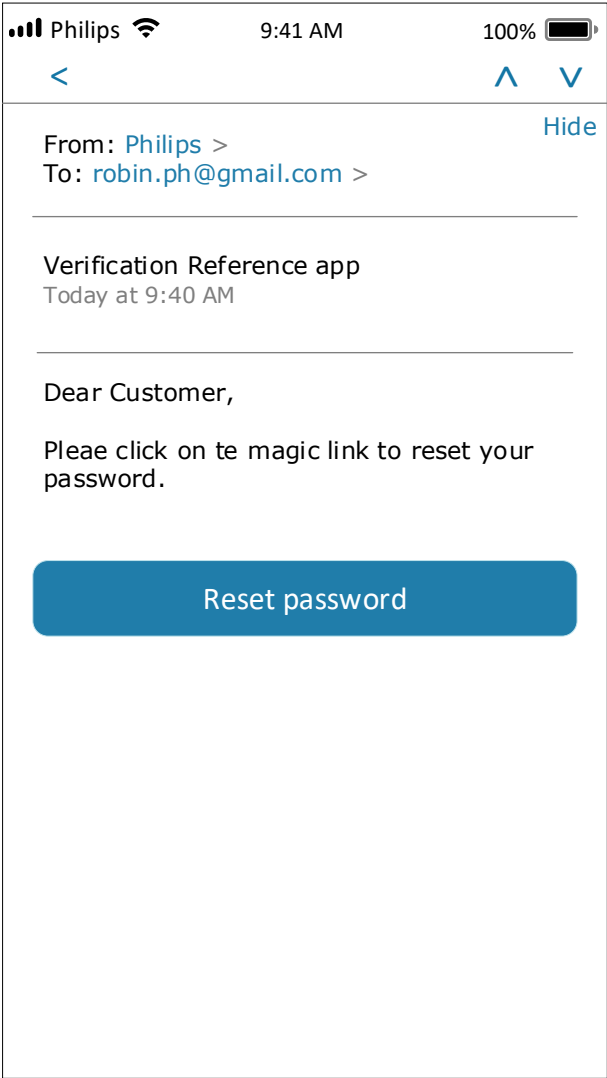 Philips 9:41 AM 100%
< ᐱ ᐯ
Hide
From: Philips >
To: robin.ph@gmail.com >
Verification Reference app
Today at 9:40 AM
Dear Customer,
Pleae click on te magic link to reset your
password.
Reset password